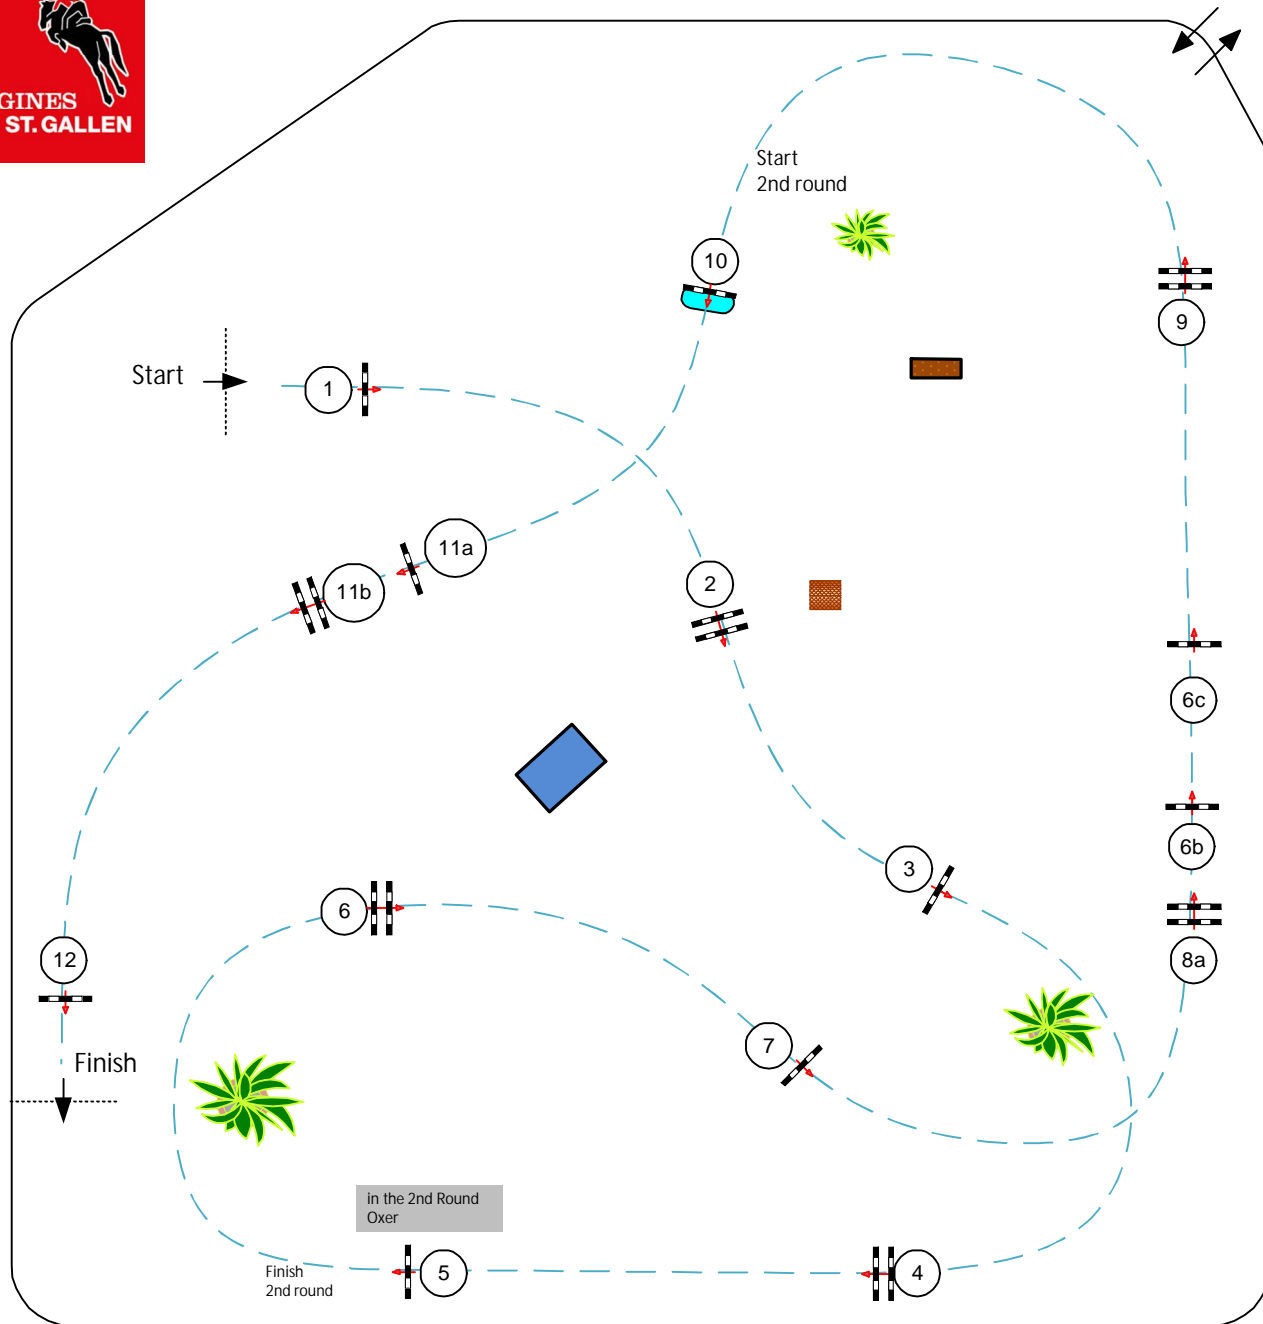 GINES
ST. GALLEN
Start
2nd round
10
9
Start
1
11a
11b
2
6c
6b
3
6
8a
12
7
Finish
in the 2nd Round
Oxer
Finish
2nd round
5
4